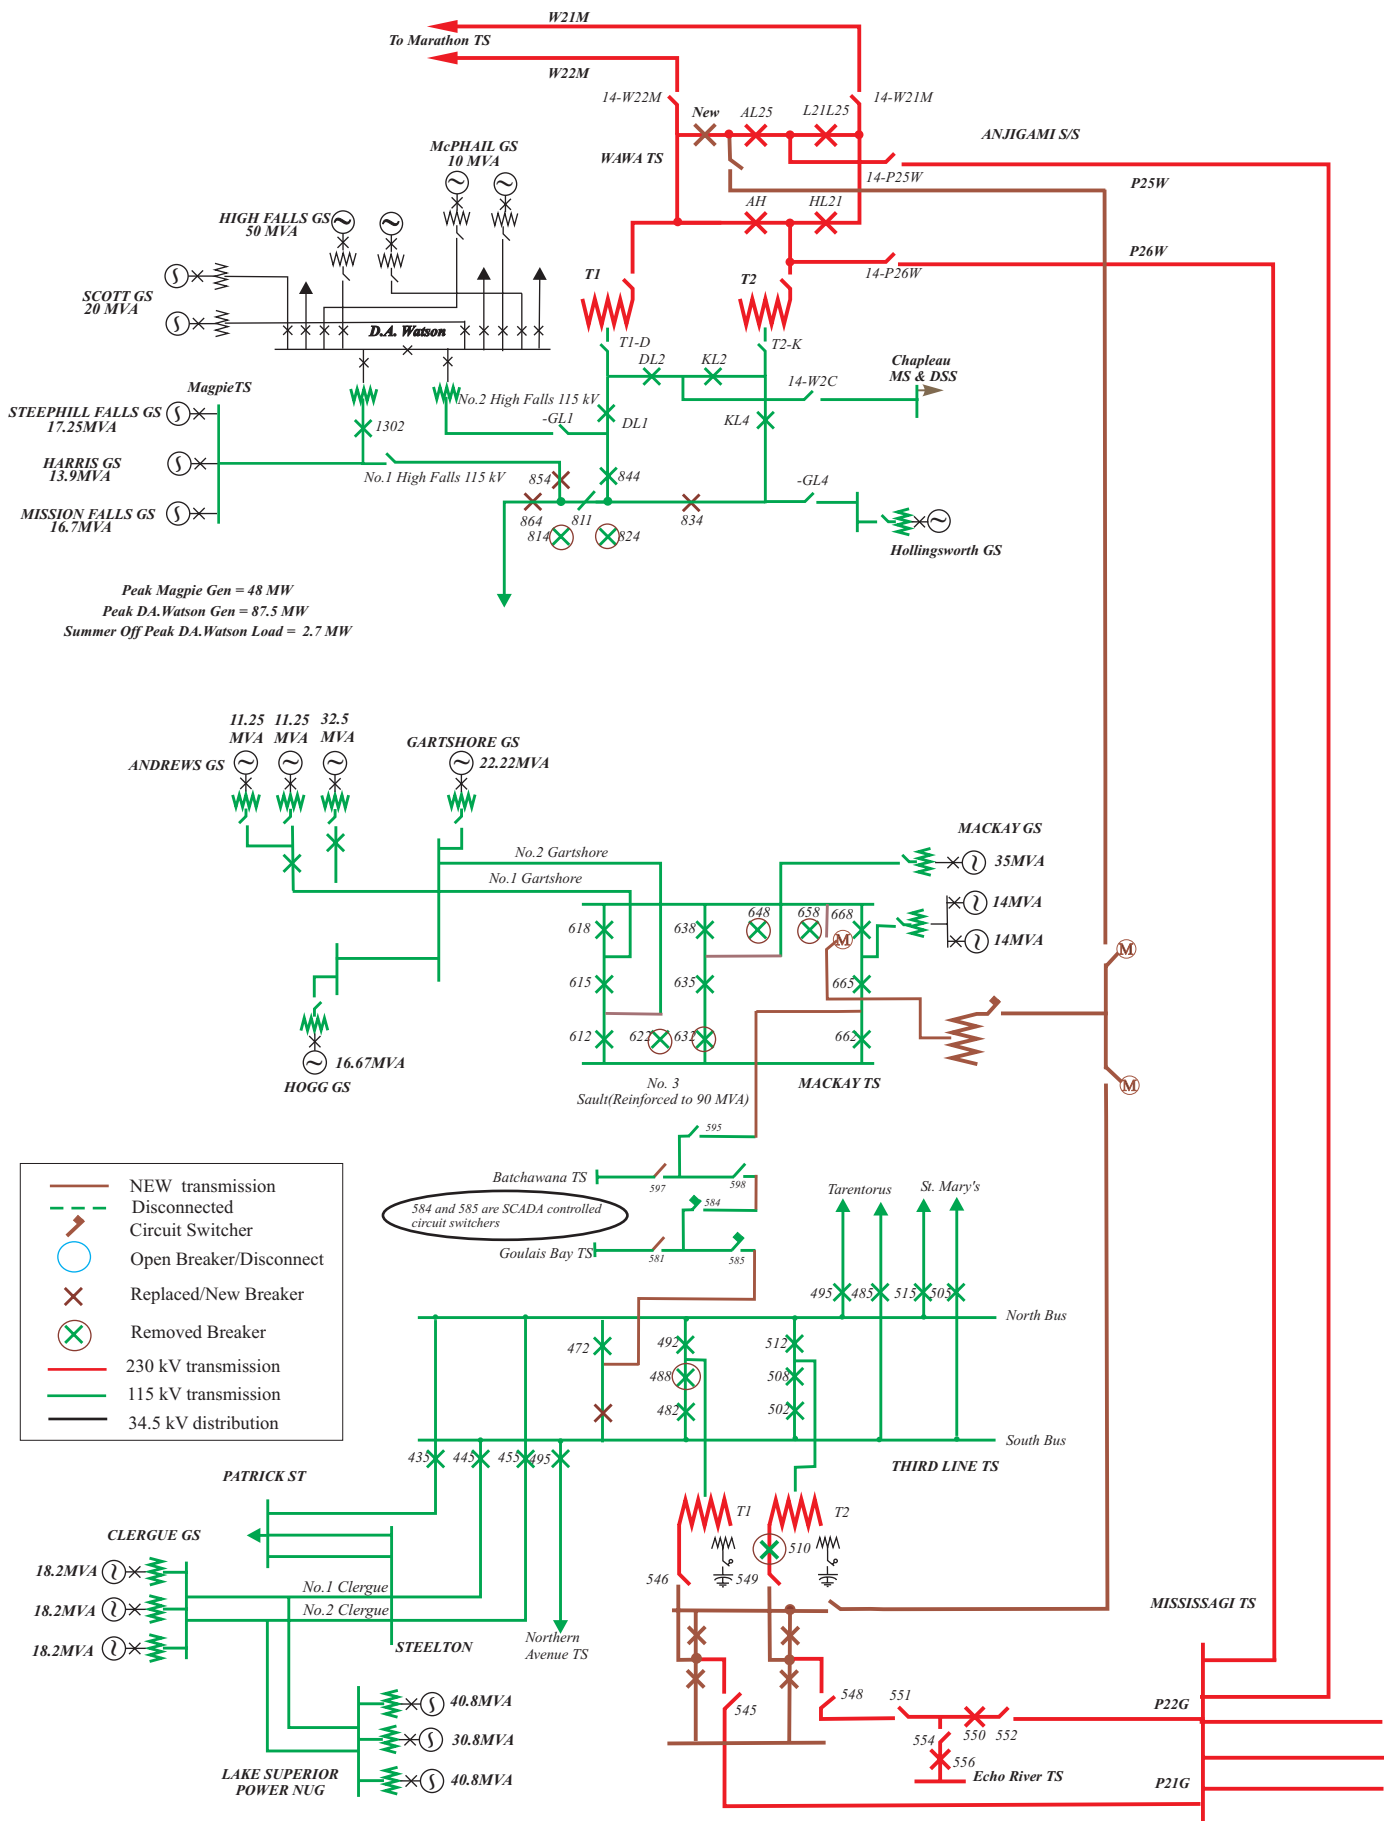 W21M
To Marathon TS
W22M
14-W22M
New
AL25
L21L25
14-W21M
ANJIGAMI S/S
WAWA TS
14-P25W
P25W
McPHAIL GS
10 MVA
HIGH FALLS GS
50 MVA
AH
HL21
14-P26W
P26W
SCOTT GS
20 MVA
D.A. Watson
T1
T2
T1-D
DL2
KL2
T2-K
14-W2C
Chapleau
MS & DSS
MagpieTS
STEEPHILL FALLS GS
17.25MVA
HARRIS GS
13.9MVA
MISSION FALLS GS
16.7MVA
1302
No.2 High Falls 115 kV
-GL1
DL1
KL4
No.1 High Falls 115 kV
854
844
-GL4
864
811
834
814
824
Hollingsworth GS
Peak Magpie Gen = 48 MW
Peak DA.Watson Gen = 87.5 MW
Summer Off Peak DA.Watson Load = 2.7 MW
11.25
MVA
11.25
MVA
32.5
MVA
ANDREWS GS
GARTSHORE GS
22.22MVA
MACKAY GS
35MVA
14MVA
14MVA
No.2 Gartshore
No.1 Gartshore
618
638
648
658
668
M
M
615
635
665
612
622
632
662
16.67MVA
HOGG GS
MACKAY TS
M
No. 3
Sault(Reinforced to 90 MVA)
595
Batchawana TS
597
598
584 and 585 are SCADA controlled
circuit switchers
584
Goulais Bay TS
581
585
Tarentorus
St. Mary's
495
485
515
505
North Bus
NEW transmission
Disconnected
Circuit Switcher
Open Breaker/Disconnect
Replaced/New Breaker
Removed Breaker
230 kV transmission
115 kV transmission
34.5 kV distribution
472
492
512
488
508
482
502
South Bus
435
445
455
495
THIRD LINE TS
PATRICK ST
CLERGUE GS
18.2MVA
18.2MVA
18.2MVA
No.1 Clergue
No.2 Clergue
STEELTON
Northern
Avenue TS
T1
T2
510
546
549
MISSISSAGI TS
545
548
551
550
552
554
556
Echo River TS
P22G
P21G
40.8MVA
30.8MVA
40.8MVA
LAKE SUPERIOR
POWER NUG